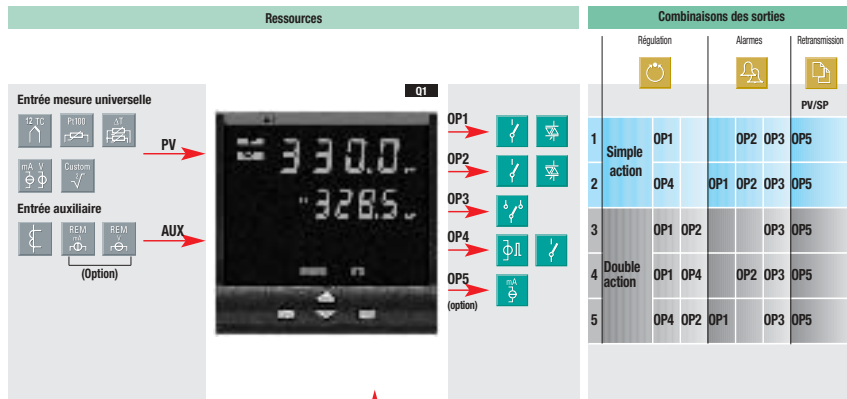 Ressources
Combinaisons des sorties
Régulation
Alarmes
Retransmission
PV/SP
Q1
Entrée mesure universelle
12 TC
Pt100
ΔT
mA V
Custom
PV
Entrée auxiliaire
REM
mA
REM
V
AUX
(Option)
330.0
328.5
OP1
OP2
OP3
OP4
OP5
(option)
mA
1 Simple action OP1 OP2 OP3 OP5
2 OP4 OP1 OP2 OP3 OP5
3 Double action OP1 OP2 OP3 OP5
4 OP1 OP4 OP2 OP3 OP5
5 OP4 OP2 OP1 OP3 OP5